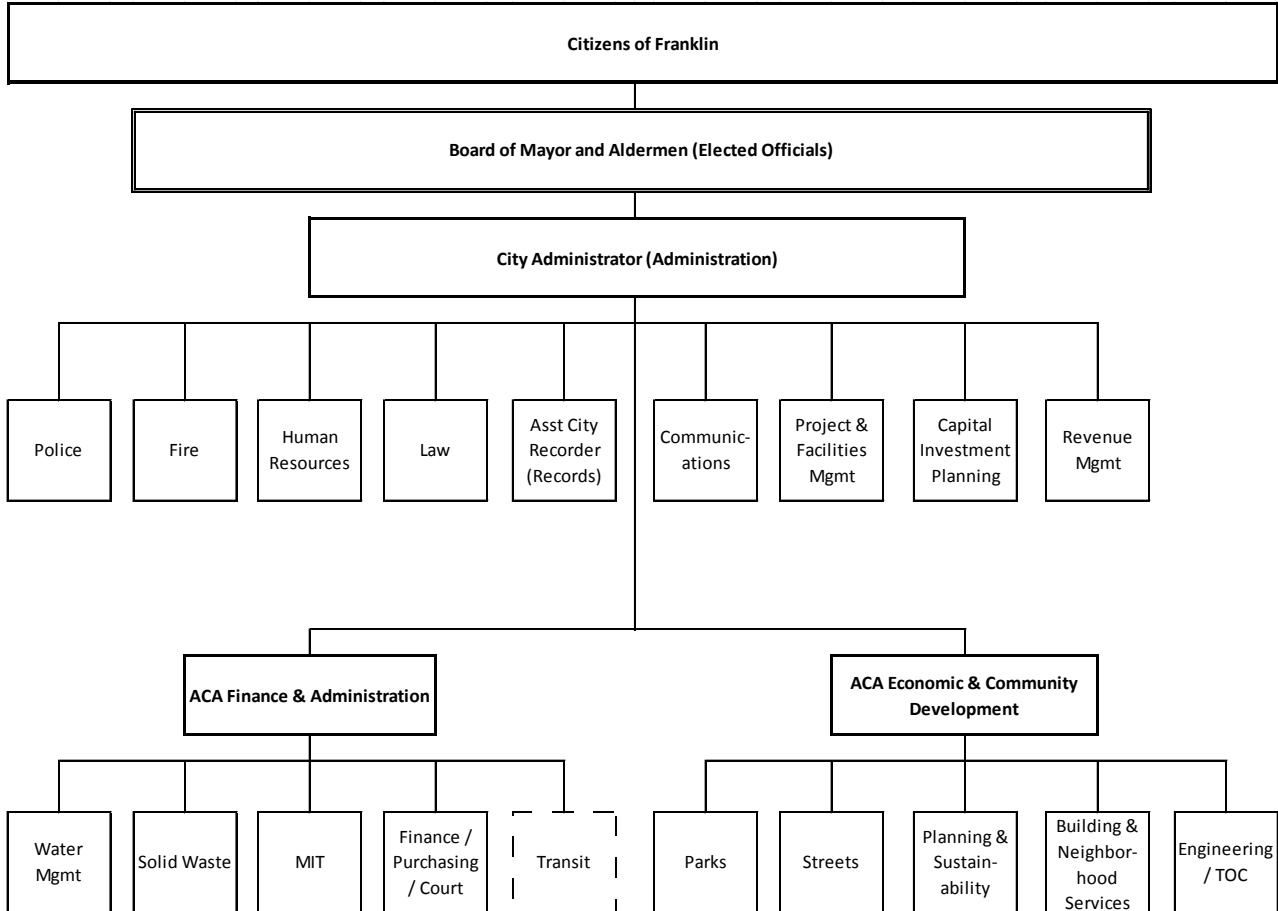 Citizens of Franklin
Board of Mayor and Aldermen (Elected Officials)
City Administrator (Administration)
Police
Fire
Human
Resources
Law
Asst City
Recorder
(Records)
Communic-
ations
Project &
Facilities
Mgmt
Capital
Investment
Planning
Revenue
Mgmt
ACA Finance & Administration
ACA Economic & Community
Development
Water
Mgmt
Solid Waste
MIT
Finance /
Purchasing
/ Court
Transit
Parks
Streets
Planning &
Sustain-
ability
Building &
Neighbor-
hood
Services
Engineering
/ TOC